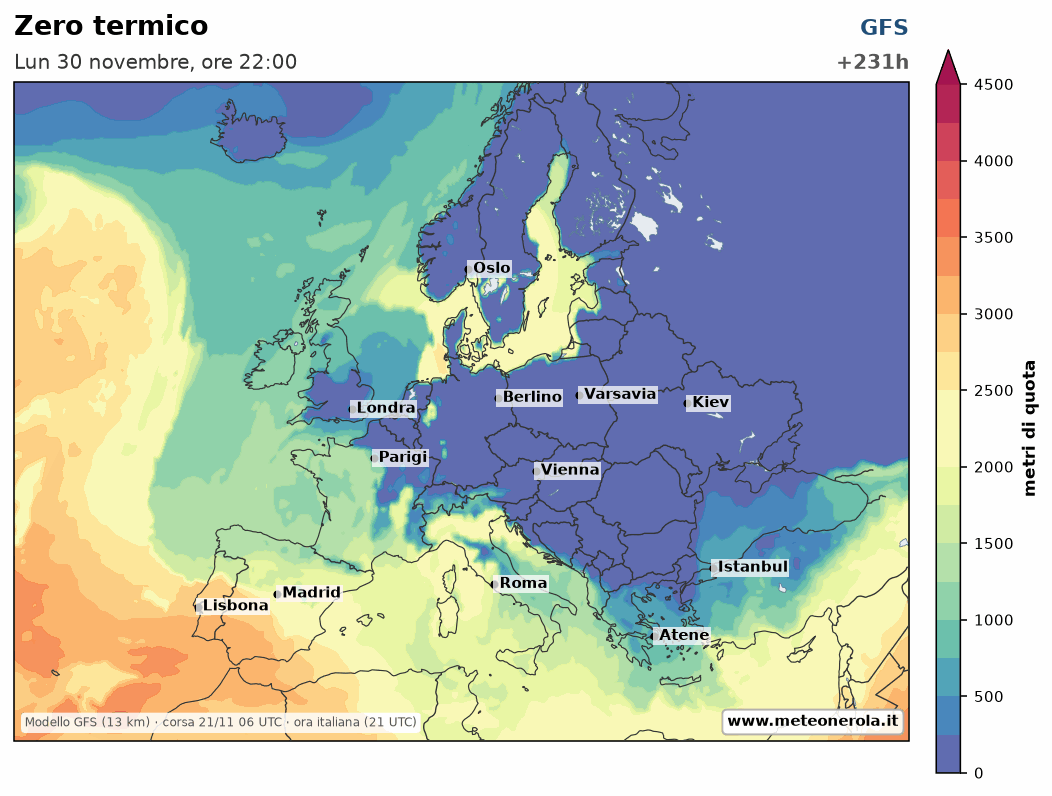 Zero termico
GFS
Lun 30 novembre, ore 22:00
+231h
4500
4000
3500
3000
2500
2000
1500
1000
500
0
metri di quota
Oslo
Berlino
Varsavia
Kiev
Londra
Parigi
Vienna
Istanbul
Roma
Madrid
Lisbona
Atene
Modello GFS (13 km) · corsa 21/11 06 UTC · ora italiana (21 UTC)
www.meteonerola.it